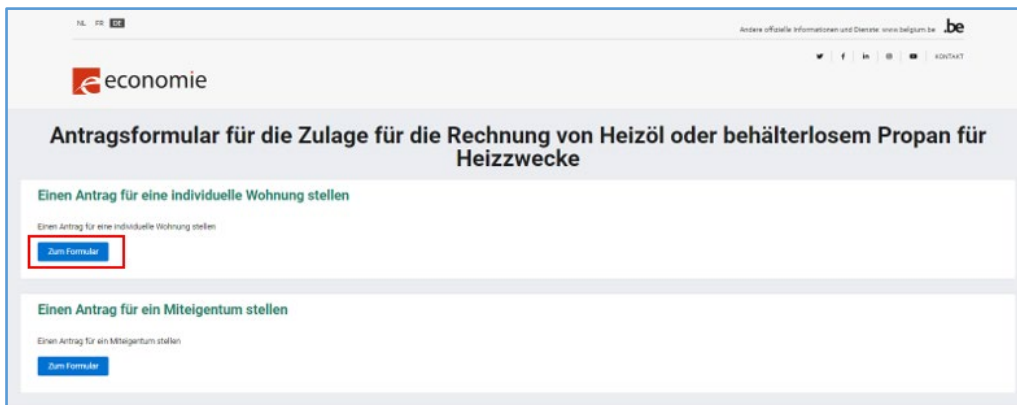 NL FR DE
Andere offizielle Informationen und Dienste: www.belgium.be .be
KONTAKT
economie
Antragsformular für die Zulage für die Rechnung von Heizöl oder behälterlosem Propan für
Heizzwecke
Einen Antrag für eine individuelle Wohnung stellen
Einen Antrag für eine individuelle Wohnung stellen
Zum Formular
Einen Antrag für ein Miteigentum stellen
Einen Antrag für ein Miteigentum stellen
Zum Formular